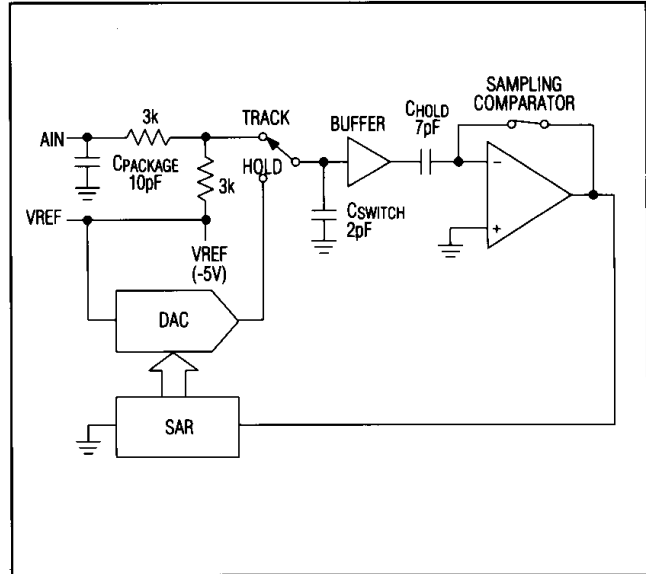 SAMPLING
COMPARATOR
CHOLD
7pF
3k
TRACK
BUFFER
AIN
HOLD
CPACKAGE
10pF
3k
CSWITCH
2pF
VREF
VREF
(-5V)
DAC
SAR
−
+